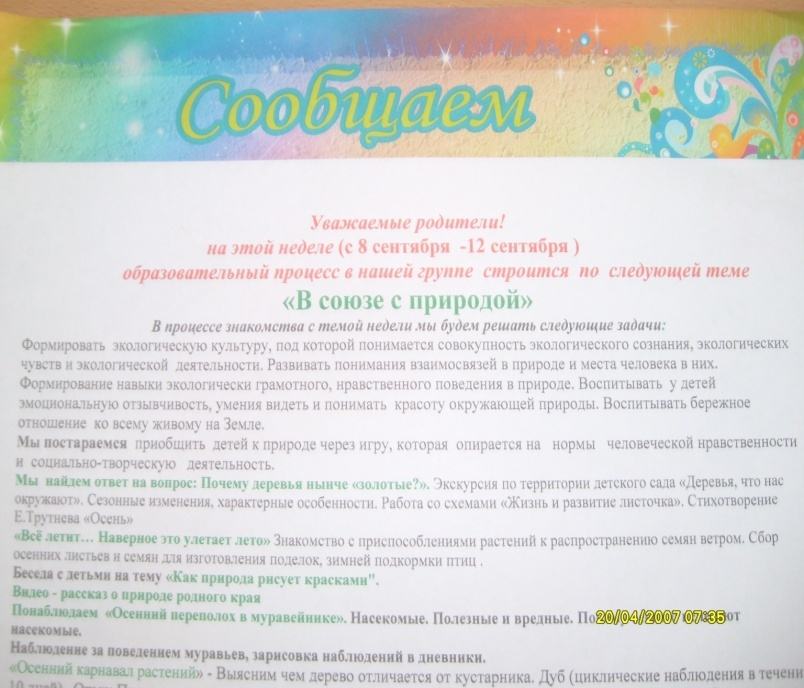 Сообщаем
Уважаемые родители!
на этой неделе (с 8 сентября -12 сентября )
образовательный процесс в нашей группе строится по следующей теме
«В союзе с природой»
В процессе знакомства с темой недели мы будем решать следующие задачи:
Формировать экологическую культуру, под которой понимается совокупность экологического сознания, экологических
чувств и экологической деятельности. Развивать понимания взаимосвязей в природе и места человека в них.
Формирование навыки экологически грамотного, нравственного поведения в природе. Воспитывать у детей
эмоциональную отзывчивость, умения видеть и понимать красоту окружающей природы. Воспитывать бережное
отношение ко всему живому на Земле.
Мы постараемся приобщить детей к природе через игру, которая опирается на нормы человеческой нравственности
и социально-творческую деятельность.
Мы найдем ответ на вопрос: Почему деревья нынче «золотые?». Экскурсия по территории детского сада «Деревья, что нас
окружают». Сезонные изменения, характерные особенности. Работа со схемами «Жизнь и развитие листочка». Стихотворение
Е.Трутнева «Осень»
«Всё летит… Наверное это улетает лето» Знакомство с приспособлениями растений к распространению семян ветром. Сбор
осенних листьев и семян для изготовления поделок, зимней подкормки птиц .
Беседа с детьми на тему «Как природа рисует красками".
Видео - рассказ о природе родного края
Понаблюдаем «Осенний переполох в муравейнике». Насекомые. Полезные и вредные.
20/04/2007 07:35
насекомые.
Наблюдение за поведением муравьев, зарисовка наблюдений в дневники.
«Осенний карнавал растений» - Выясним чем дерево отличается от кустарника. Дуб (циклические наблюдения в течени